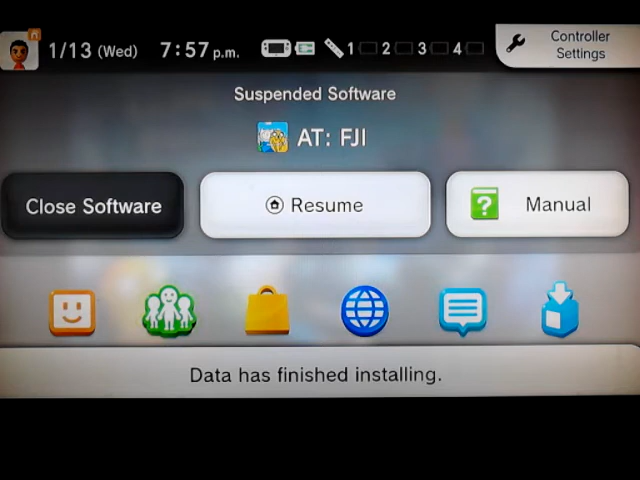 1/13 (Wed) 7:57 p.m. 1 2 3 4
Controller
Settings
Suspended Software
AT: FJI
Close Software
Resume
? Manual
Data has finished installing.